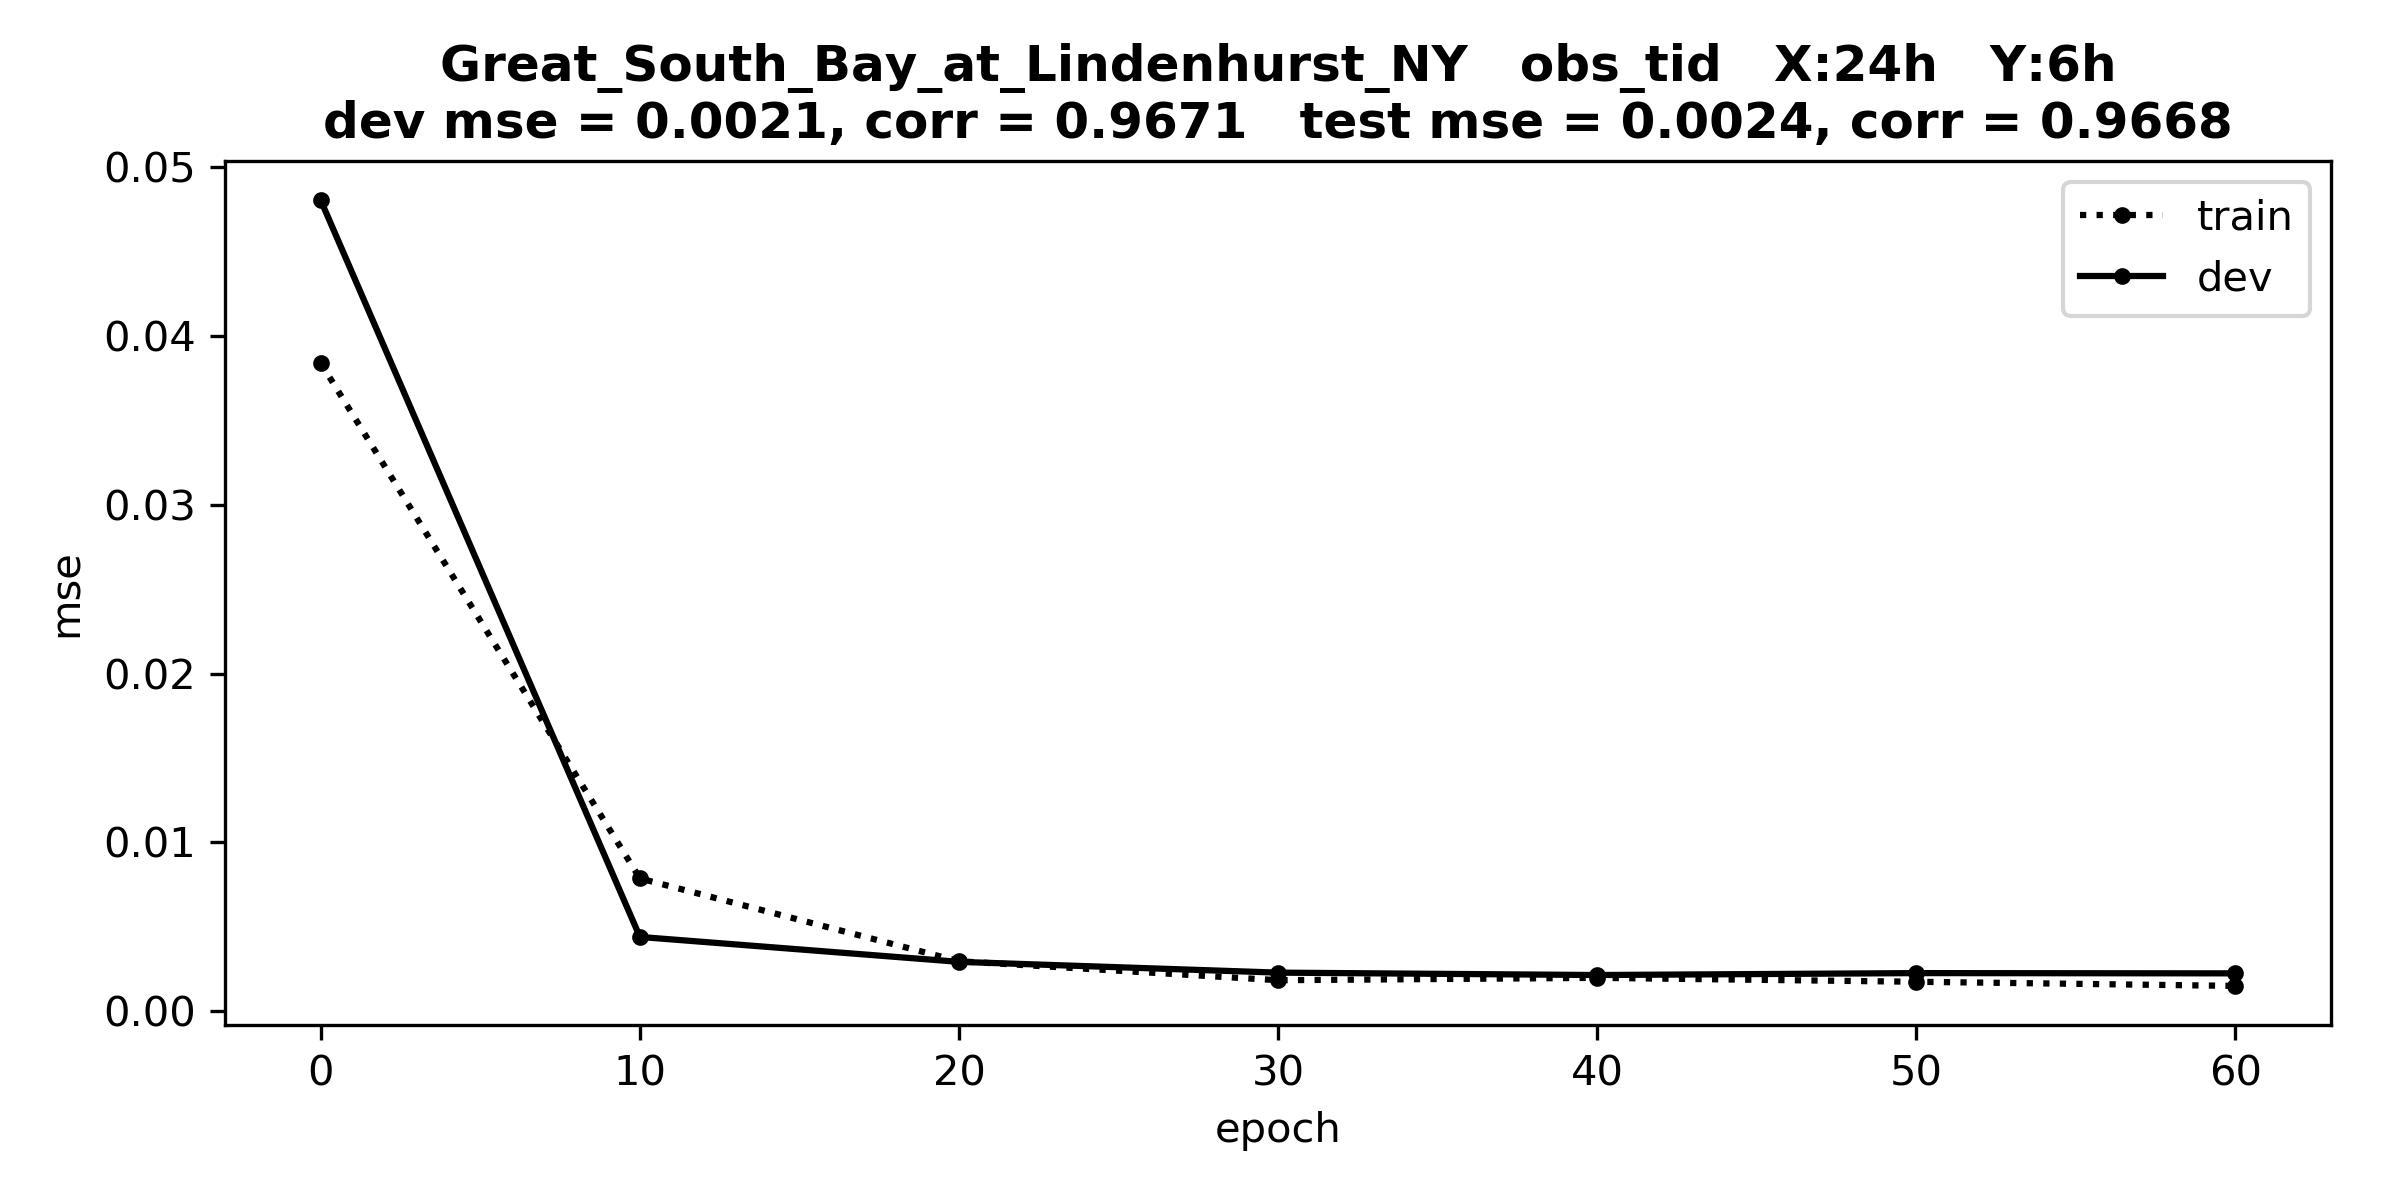 Great_South_Bay_at_Lindenhurst_NY   obs_tid   X:24h   Y:6h
dev mse = 0.0021, corr = 0.9671   test mse = 0.0024, corr = 0.9668
0.05
0.04
0.03
0.02
0.01
0.00
mse
train
dev
0 10 20 30 40 50 60
epoch